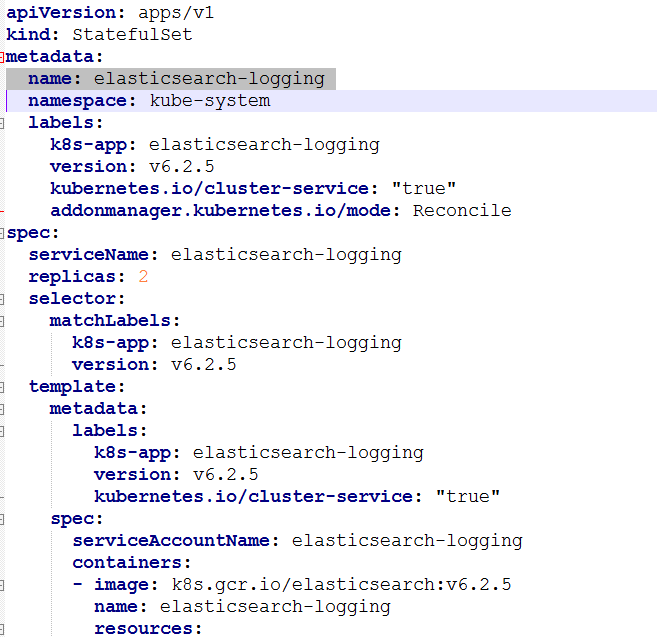 apiVersion: apps/v1
kind: StatefulSet
metadata:
  name: elasticsearch-logging
  namespace: kube-system
  labels:
    k8s-app: elasticsearch-logging
    version: v6.2.5
    kubernetes.io/cluster-service: "true"
    addonmanager.kubernetes.io/mode: Reconcile
spec:
  serviceName: elasticsearch-logging
  replicas: 2
  selector:
    matchLabels:
      k8s-app: elasticsearch-logging
      version: v6.2.5
  template:
    metadata:
      labels:
        k8s-app: elasticsearch-logging
        version: v6.2.5
        kubernetes.io/cluster-service: "true"
    spec:
      serviceAccountName: elasticsearch-logging
      containers:
      - image: k8s.gcr.io/elasticsearch:v6.2.5
        name: elasticsearch-logging
        resources: